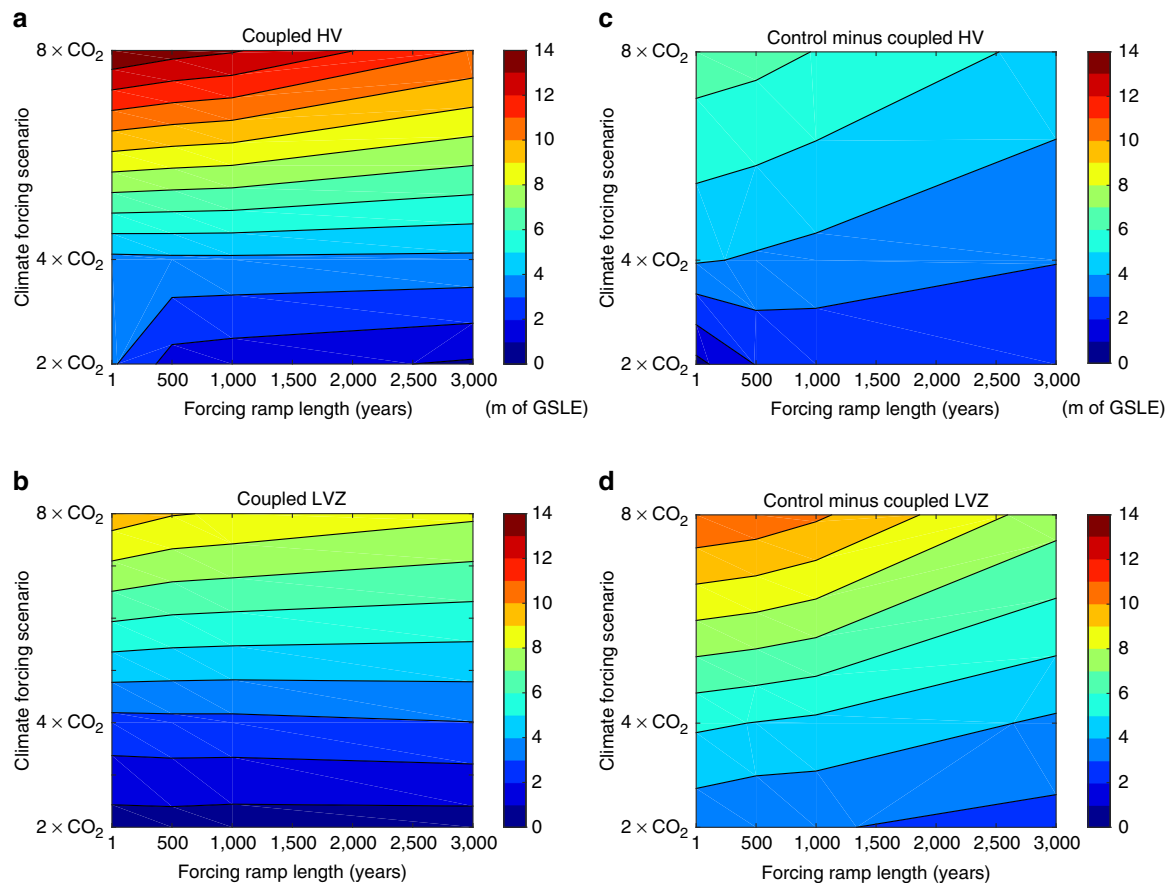 a
Coupled HV
8 × CO2
4 × CO2
2 × CO2
Climate forcing scenario
1 500 1,000 1,500 2,000 2,500 3,000
Forcing ramp length (years)
14
12
10
8
6
4
2
0
(m of GSLE)
c
Control minus coupled HV
8 × CO2
4 × CO2
2 × CO2
Climate forcing scenario
1 500 1,000 1,500 2,000 2,500 3,000
Forcing ramp length (years)
14
12
10
8
6
4
2
0
(m of GSLE)
b
Coupled LVZ
8 × CO2
4 × CO2
2 × CO2
Climate forcing scenario
1 500 1,000 1,500 2,000 2,500 3,000
Forcing ramp length (years)
14
12
10
8
6
4
2
0
d
Control minus coupled LVZ
8 × CO2
4 × CO2
2 × CO2
Climate forcing scenario
1 500 1,000 1,500 2,000 2,500 3,000
Forcing ramp length (years)
14
12
10
8
6
4
2
0